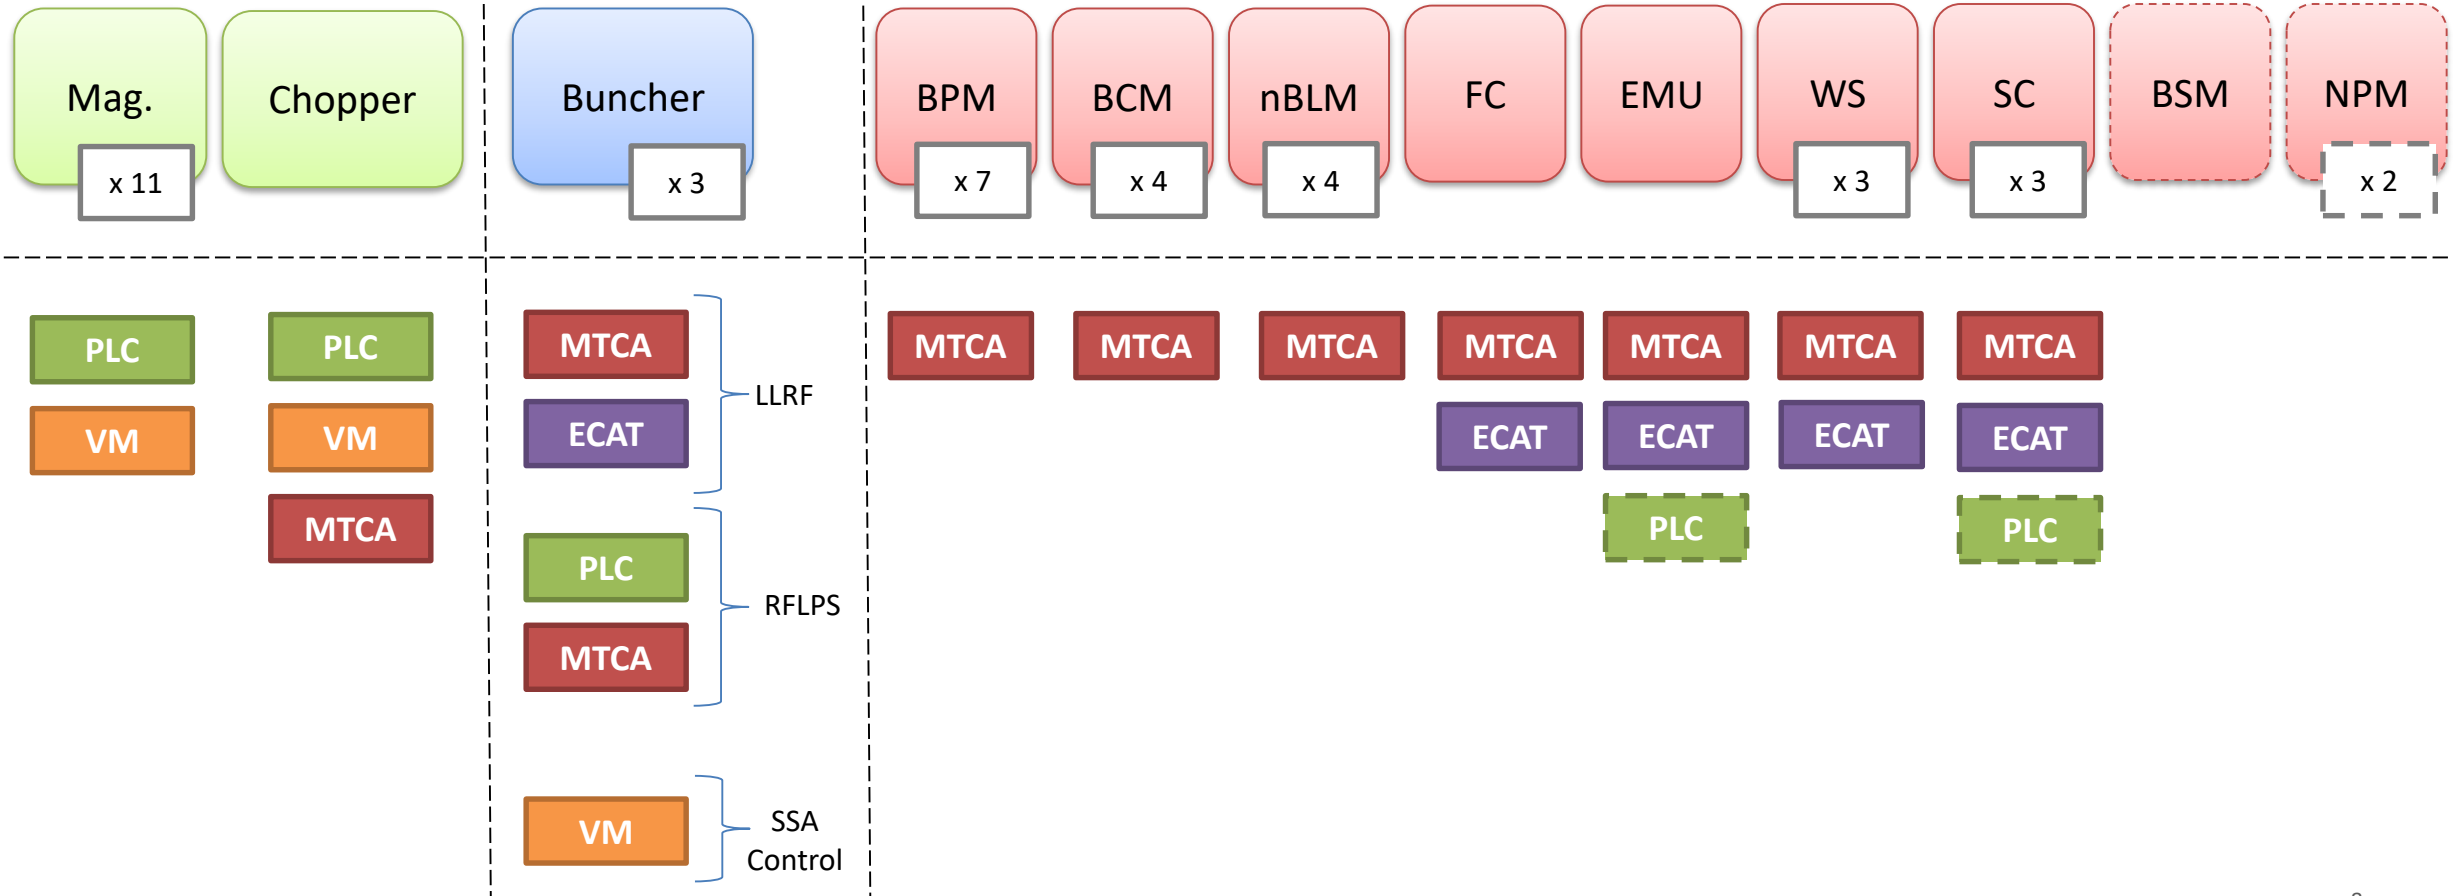 Mag.
x 11
Chopper
Buncher
x 3
BPM
x 7
BCM
x 4
nBLM
x 4
FC
EMU
WS
x 3
SC
x 3
BSM
NPM
x 2
PLC
VM
PLC
VM
MTCA
MTCA
ECAT
LLRF
PLC
MTCA
RFLPS
VM
SSA
Control
MTCA
MTCA
MTCA
MTCA
ECAT
MTCA
ECAT
PLC
MTCA
ECAT
MTCA
ECAT
PLC